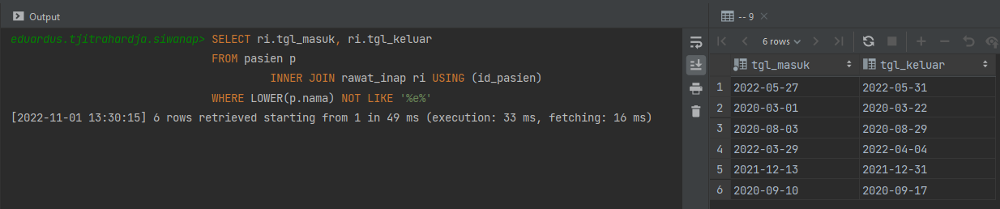 Output
eduardus.tjitrahardja.siwanap> SELECT ri.tgl_masuk, ri.tgl_keluar
FROM pasien p
INNER JOIN rawat_inap ri USING (id_pasien)
WHERE LOWER(p.nama) NOT LIKE '%e%'
[2022-11-01 13:30:15] 6 rows retrieved starting from 1 in 49 ms (execution: 33 ms, fetching: 16 ms)
-- 9
6 rows
tgl_masuk tgl_keluar
1 2022-05-27 2022-05-31
2 2020-03-01 2020-03-22
3 2020-08-03 2020-08-29
4 2022-03-29 2022-04-04
5 2021-12-13 2021-12-31
6 2020-09-10 2020-09-17